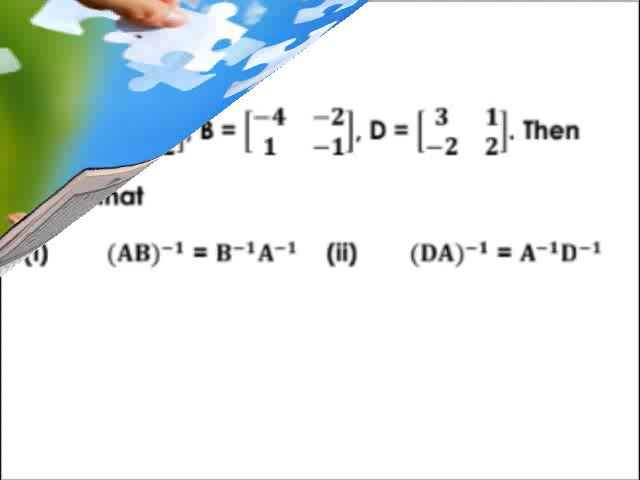 B = [−4 −2 1 −1], D = [3 1 −2 2]. Then
(i) (AB)⁻¹ = B⁻¹A⁻¹ (ii) (DA)⁻¹ = A⁻¹D⁻¹